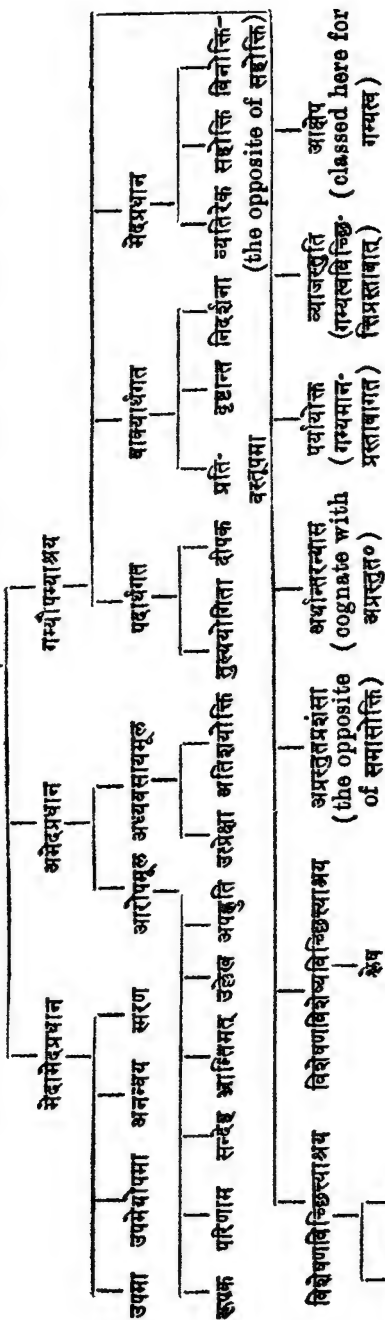 भेदाभेदप्रधान अभेदप्रधान गम्यौपम्याश्रय
उपमा उपमेयोपमा अनन्वय स्मरण आरोपमूल अध्यवसायमूल पदार्थगत वाक्यार्थगत भेदप्रधान
रूपक परिणाम सन्देह भ्रान्तिमत् उल्लेख अपह्नुति उत्प्रेक्षा अतिशयोक्ति तुल्ययोगिता दीपक प्रति- दृष्टान्त निदर्शना व्यतिरेक सहोक्ति विनोक्ति-
वस्तूपमा (the opposite of सहोक्ति)
विशेषणविच्छित्त्याश्रय विशेषणविशेष्यविच्छित्त्याश्रय अप्रस्तुतप्रशंसा अर्थान्तरन्यास पर्यायोक्त व्याजस्तुति आक्षेप
(the opposite (cognate with (गम्यमान- (गम्यत्वविच्छि- (classed here for
श्लेष of समासोक्ति) अप्रस्तुत०) प्रस्तावागत) त्तिप्रस्तावात्) गम्यत्व)